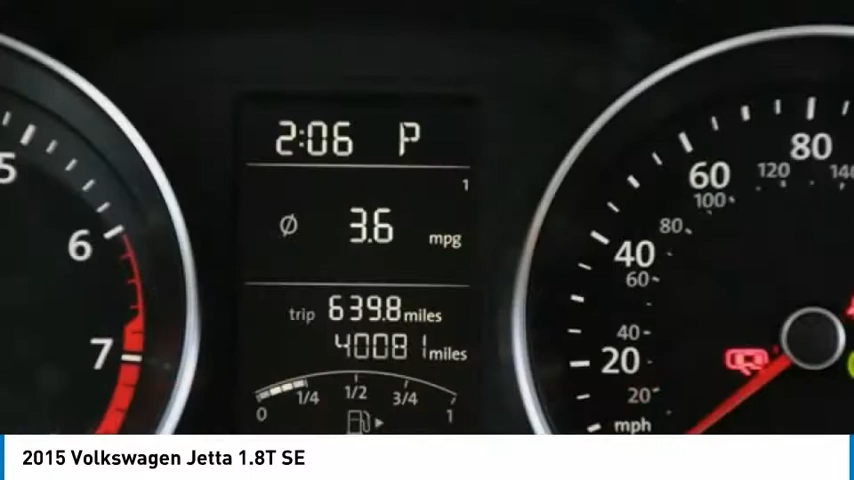 2:06 P
1
Ø 3.6 mpg
trip 639.8 miles
40081 miles
0 1/4 1/2 3/4 1
5
6
7
20
40
60
80
mph
20
40
60
80
100
120
140
2015 Volkswagen Jetta 1.8T SE